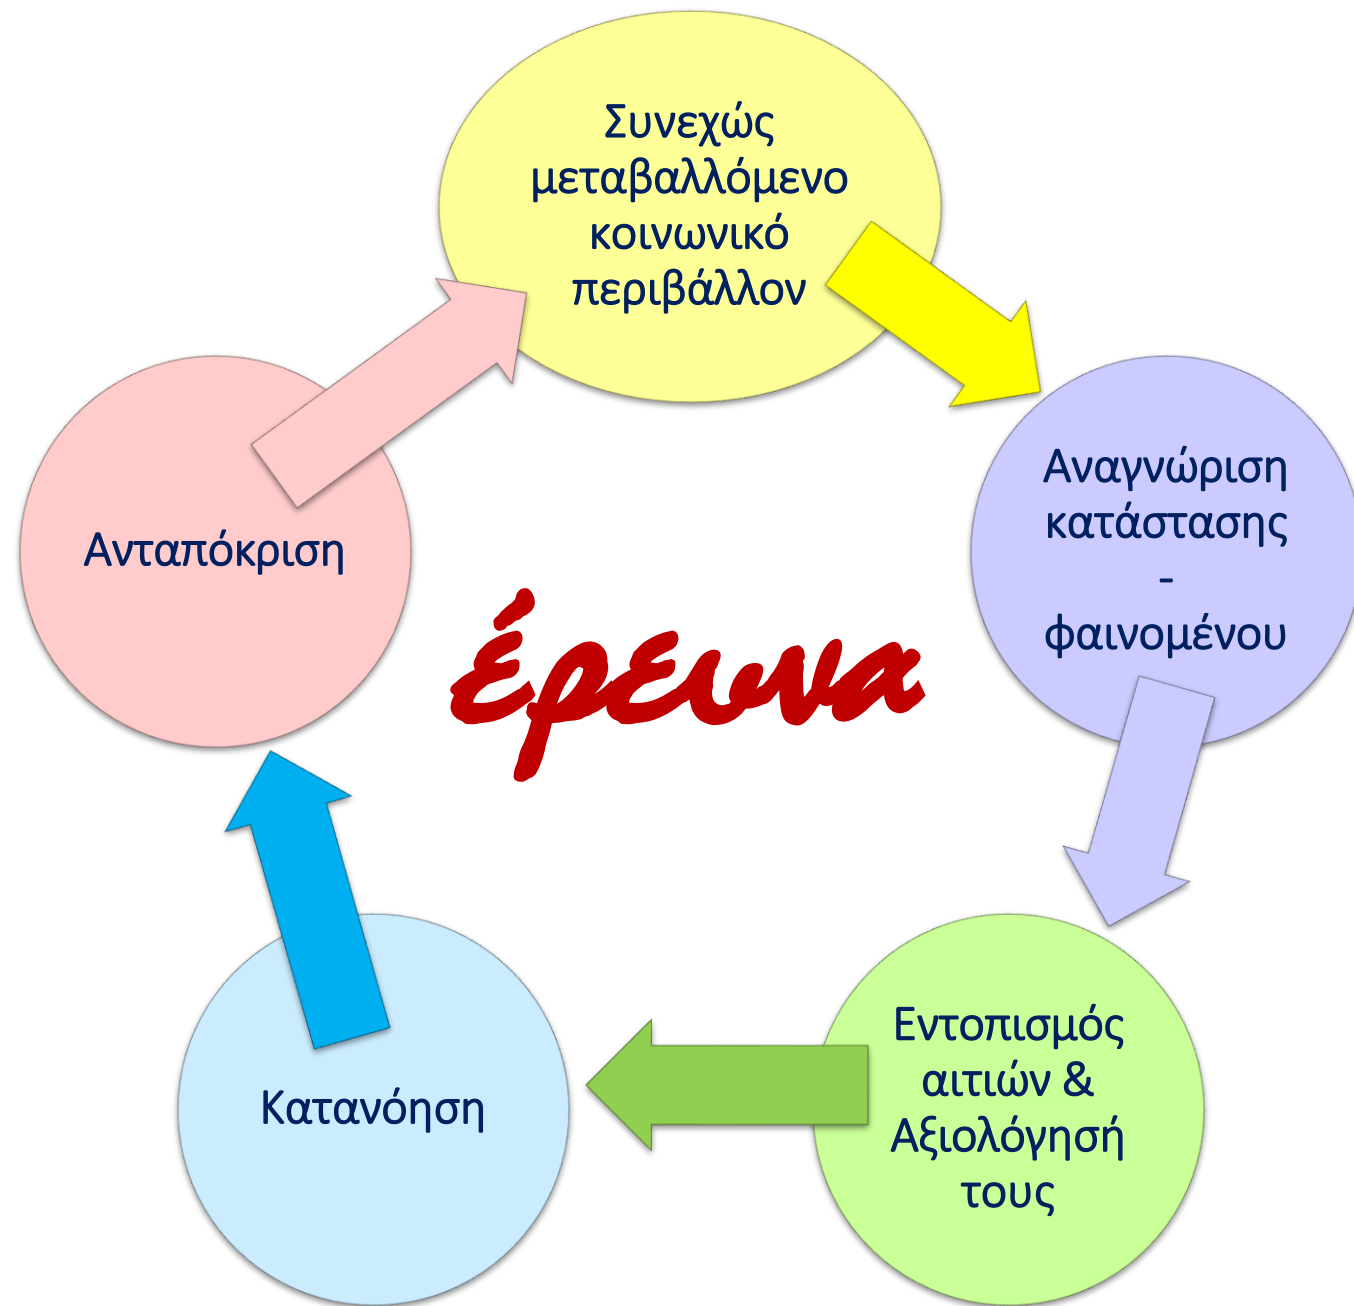 Συνεχώς
μεταβαλλόμενο
κοινωνικό
περιβάλλον
Αναγνώριση
κατάστασης
-
φαινομένου
Εντοπισμός
αιτιών &
Αξιολόγησή
τους
Κατανόηση
Ανταπόκριση
έρευνα